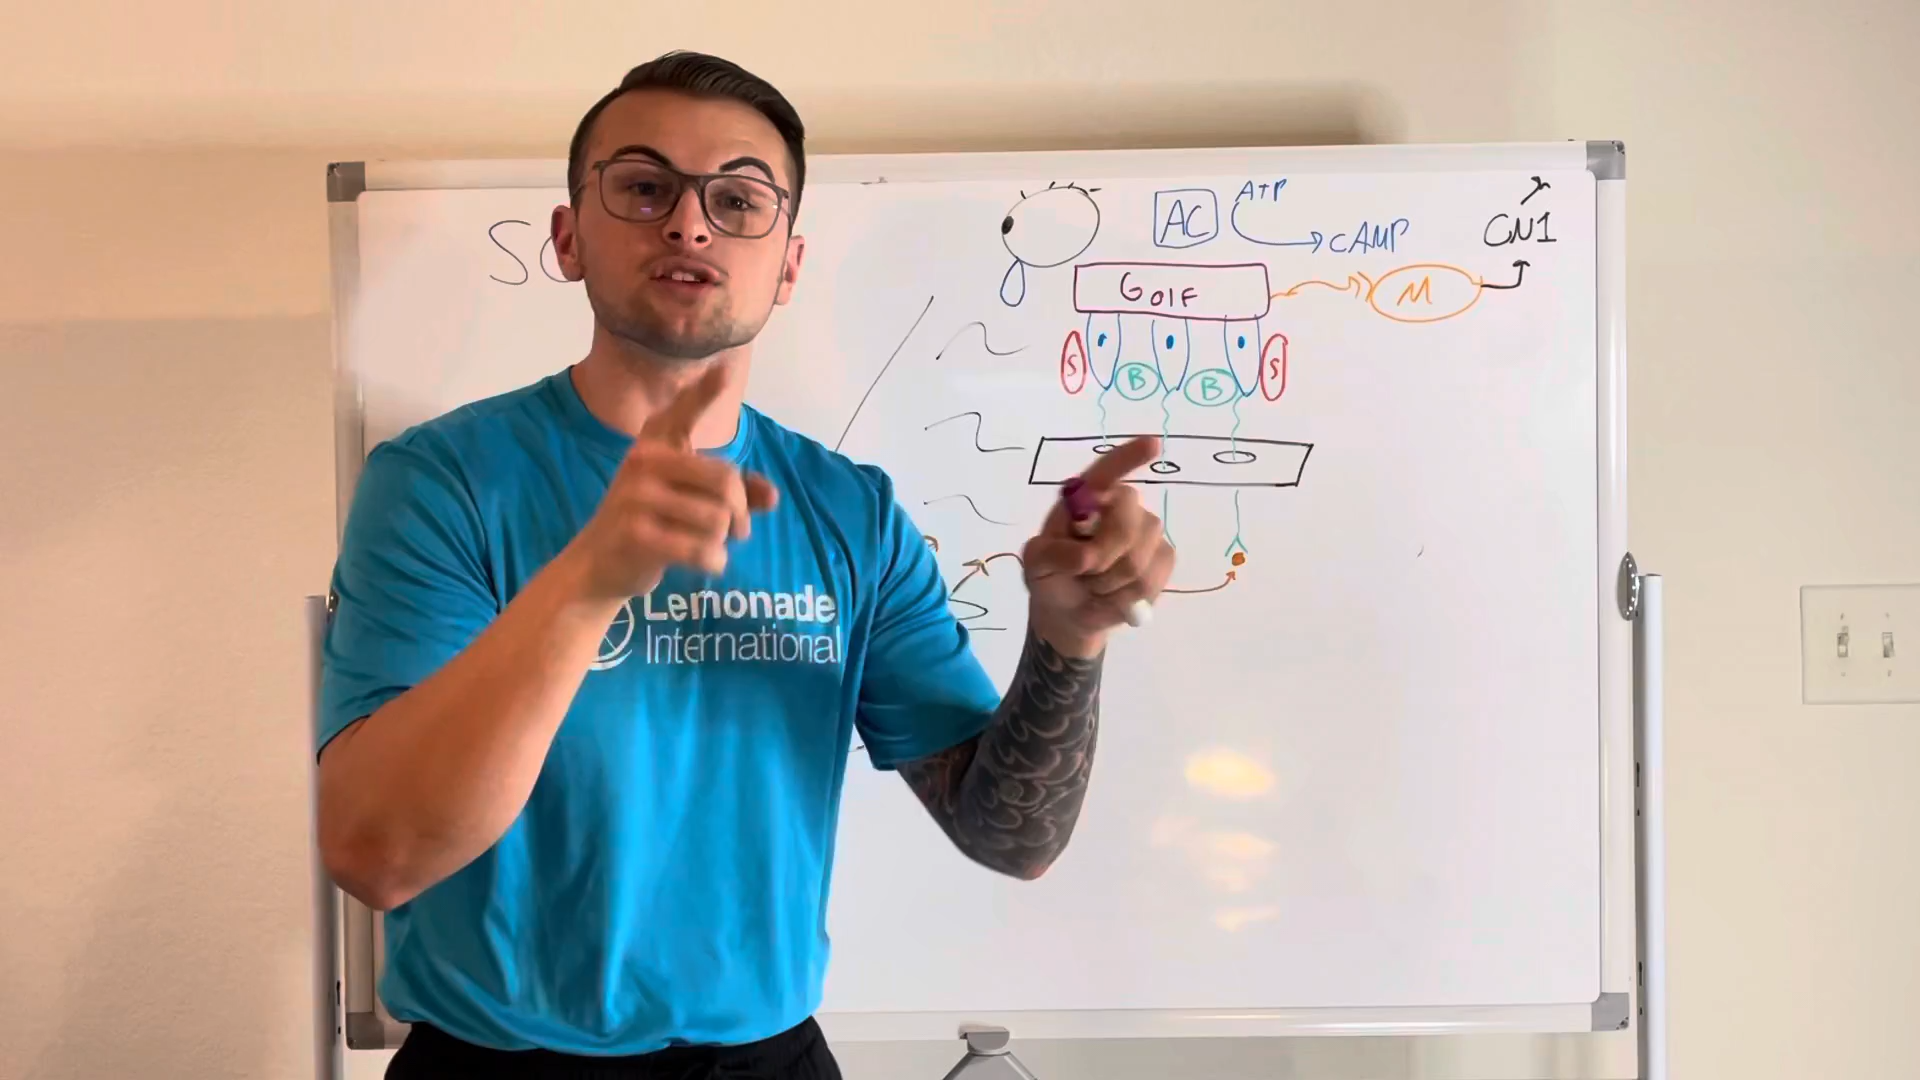 AC
ATP
cAMP
CN1
GOlF
M
S
B
B
S
Lemonade
International